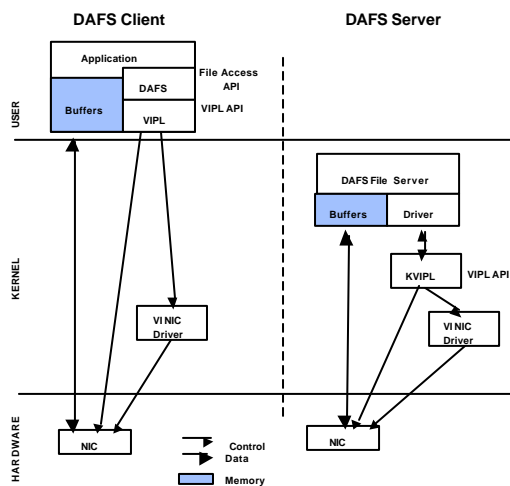 DAFS Client
DAFS Server
Application
File Access
API
DAFS
Buffers
VIPL API
VIPL
USER
DAFS File Server
Buffers
Driver
KVIPL
VIPL API
KERNEL
VI NIC
Driver
VI NIC
Driver
NIC
NIC
Control
Data
Memory
HARDWARE